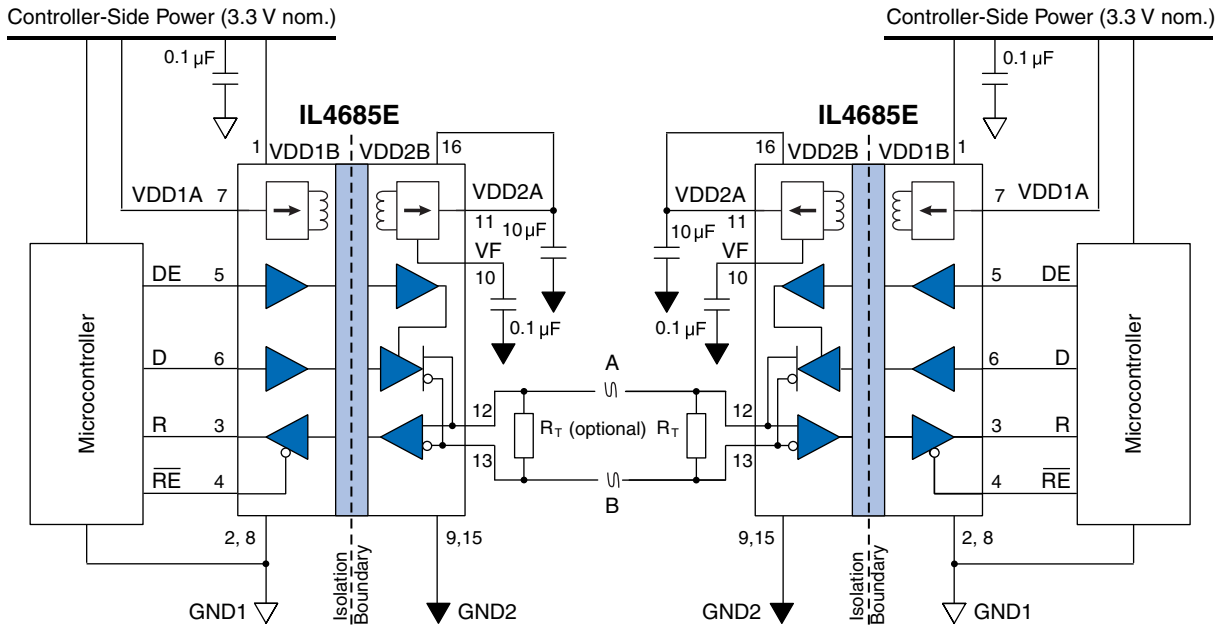 Controller-Side Power (3.3 V nom.)
Controller-Side Power (3.3 V nom.)
0.1 µF
0.1 µF
IL4685E
IL4685E
1
VDD1B
VDD2B
16
16
VDD2B
VDD1B
1
VDD1A
7
VDD2A
11
VDD2A
11
7
VDD1A
10 µF
10 µF
VF
10
VF
10
0.1 µF
0.1 µF
DE
5
5
DE
D
6
6
D
R
3
3
R
RE
4
4
RE
Microcontroller
Microcontroller
A
12
12
RT (optional)
RT
13
13
B
2, 8
9,15
9,15
2, 8
GND1
Isolation
Boundary
GND2
GND2
Isolation
Boundary
GND1